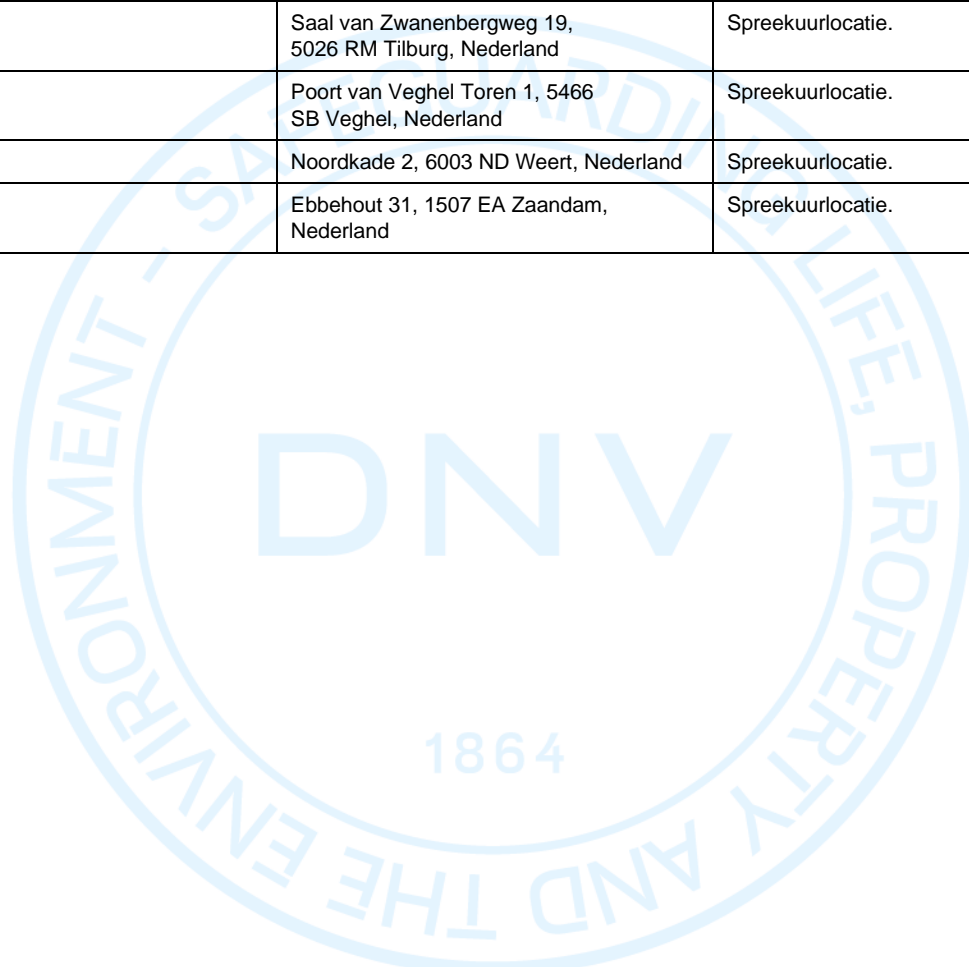 Saal van Zwanenbergweg 19,
5026 RM Tilburg, Nederland
Spreekuurlocatie.
Poort van Veghel Toren 1, 5466
SB Veghel, Nederland
Spreekuurlocatie.
Noordkade 2, 6003 ND Weert, Nederland
Spreekuurlocatie.
Ebbehout 31, 1507 EA Zaandam,
Nederland
Spreekuurlocatie.
SAFEGUARDING LIFE, PROPERTY AND THE ENVIRONMENT -
DNV
1864